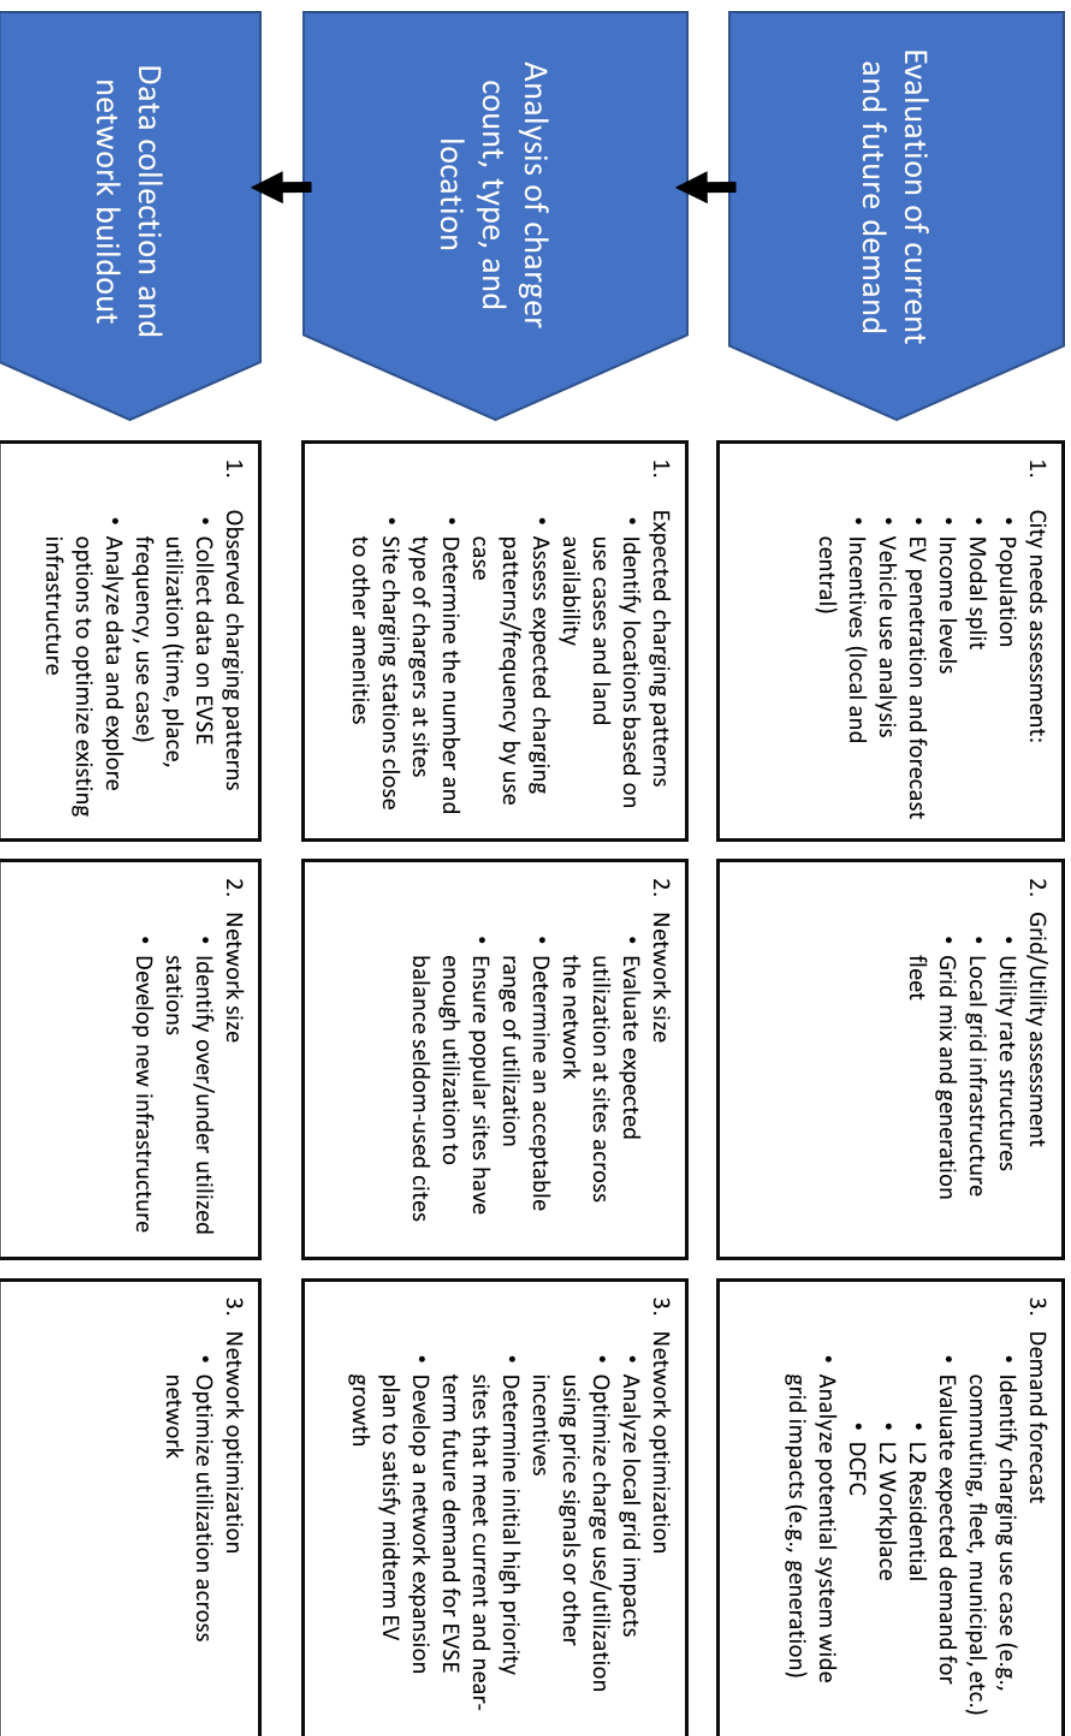 Evaluation of current
and future demand
1. City needs assessment:
• Population
• Modal split
• Income levels
• EV penetration and forecast
• Vehicle use analysis
• Incentives (local and
central)
2. Grid/Utility assessment
• Utility rate structures
• Local grid infrastructure
• Grid mix and generation
fleet
3. Demand forecast
• Identify charging use case (e.g.,
commuting, fleet, municipal, etc.)
• Evaluate expected demand for
• L2 Residential
• L2 Workplace
• DCFC
• Analyze potential system wide
grid impacts (e.g., generation)
Analysis of charger
count, type, and
location
1. Expected charging patterns
• Identify locations based on
use cases and land
availability
• Assess expected charging
patterns/frequency by use
case
• Determine the number and
type of chargers at sites
• Site charging stations close
to other amenities
2. Network size
• Evaluate expected
utilization at sites across
the network
• Determine an acceptable
range of utilization
• Ensure popular sites have
enough utilization to
balance seldom-used cites
3. Network optimization
• Analyze local grid impacts
• Optimize charge use/utilization
using price signals or other
incentives
• Determine initial high priority
sites that meet current and near-
term future demand for EVSE
• Develop a network expansion
plan to satisfy midterm EV
growth
Data collection and
network buildout
1. Observed charging patterns
• Collect data on EVSE
utilization (time, place,
frequency, use case)
• Analyze data and explore
options to optimize existing
infrastructure
2. Network size
• Identify over/under utilized
stations
• Develop new infrastructure
3. Network optimization
• Optimize utilization across
network